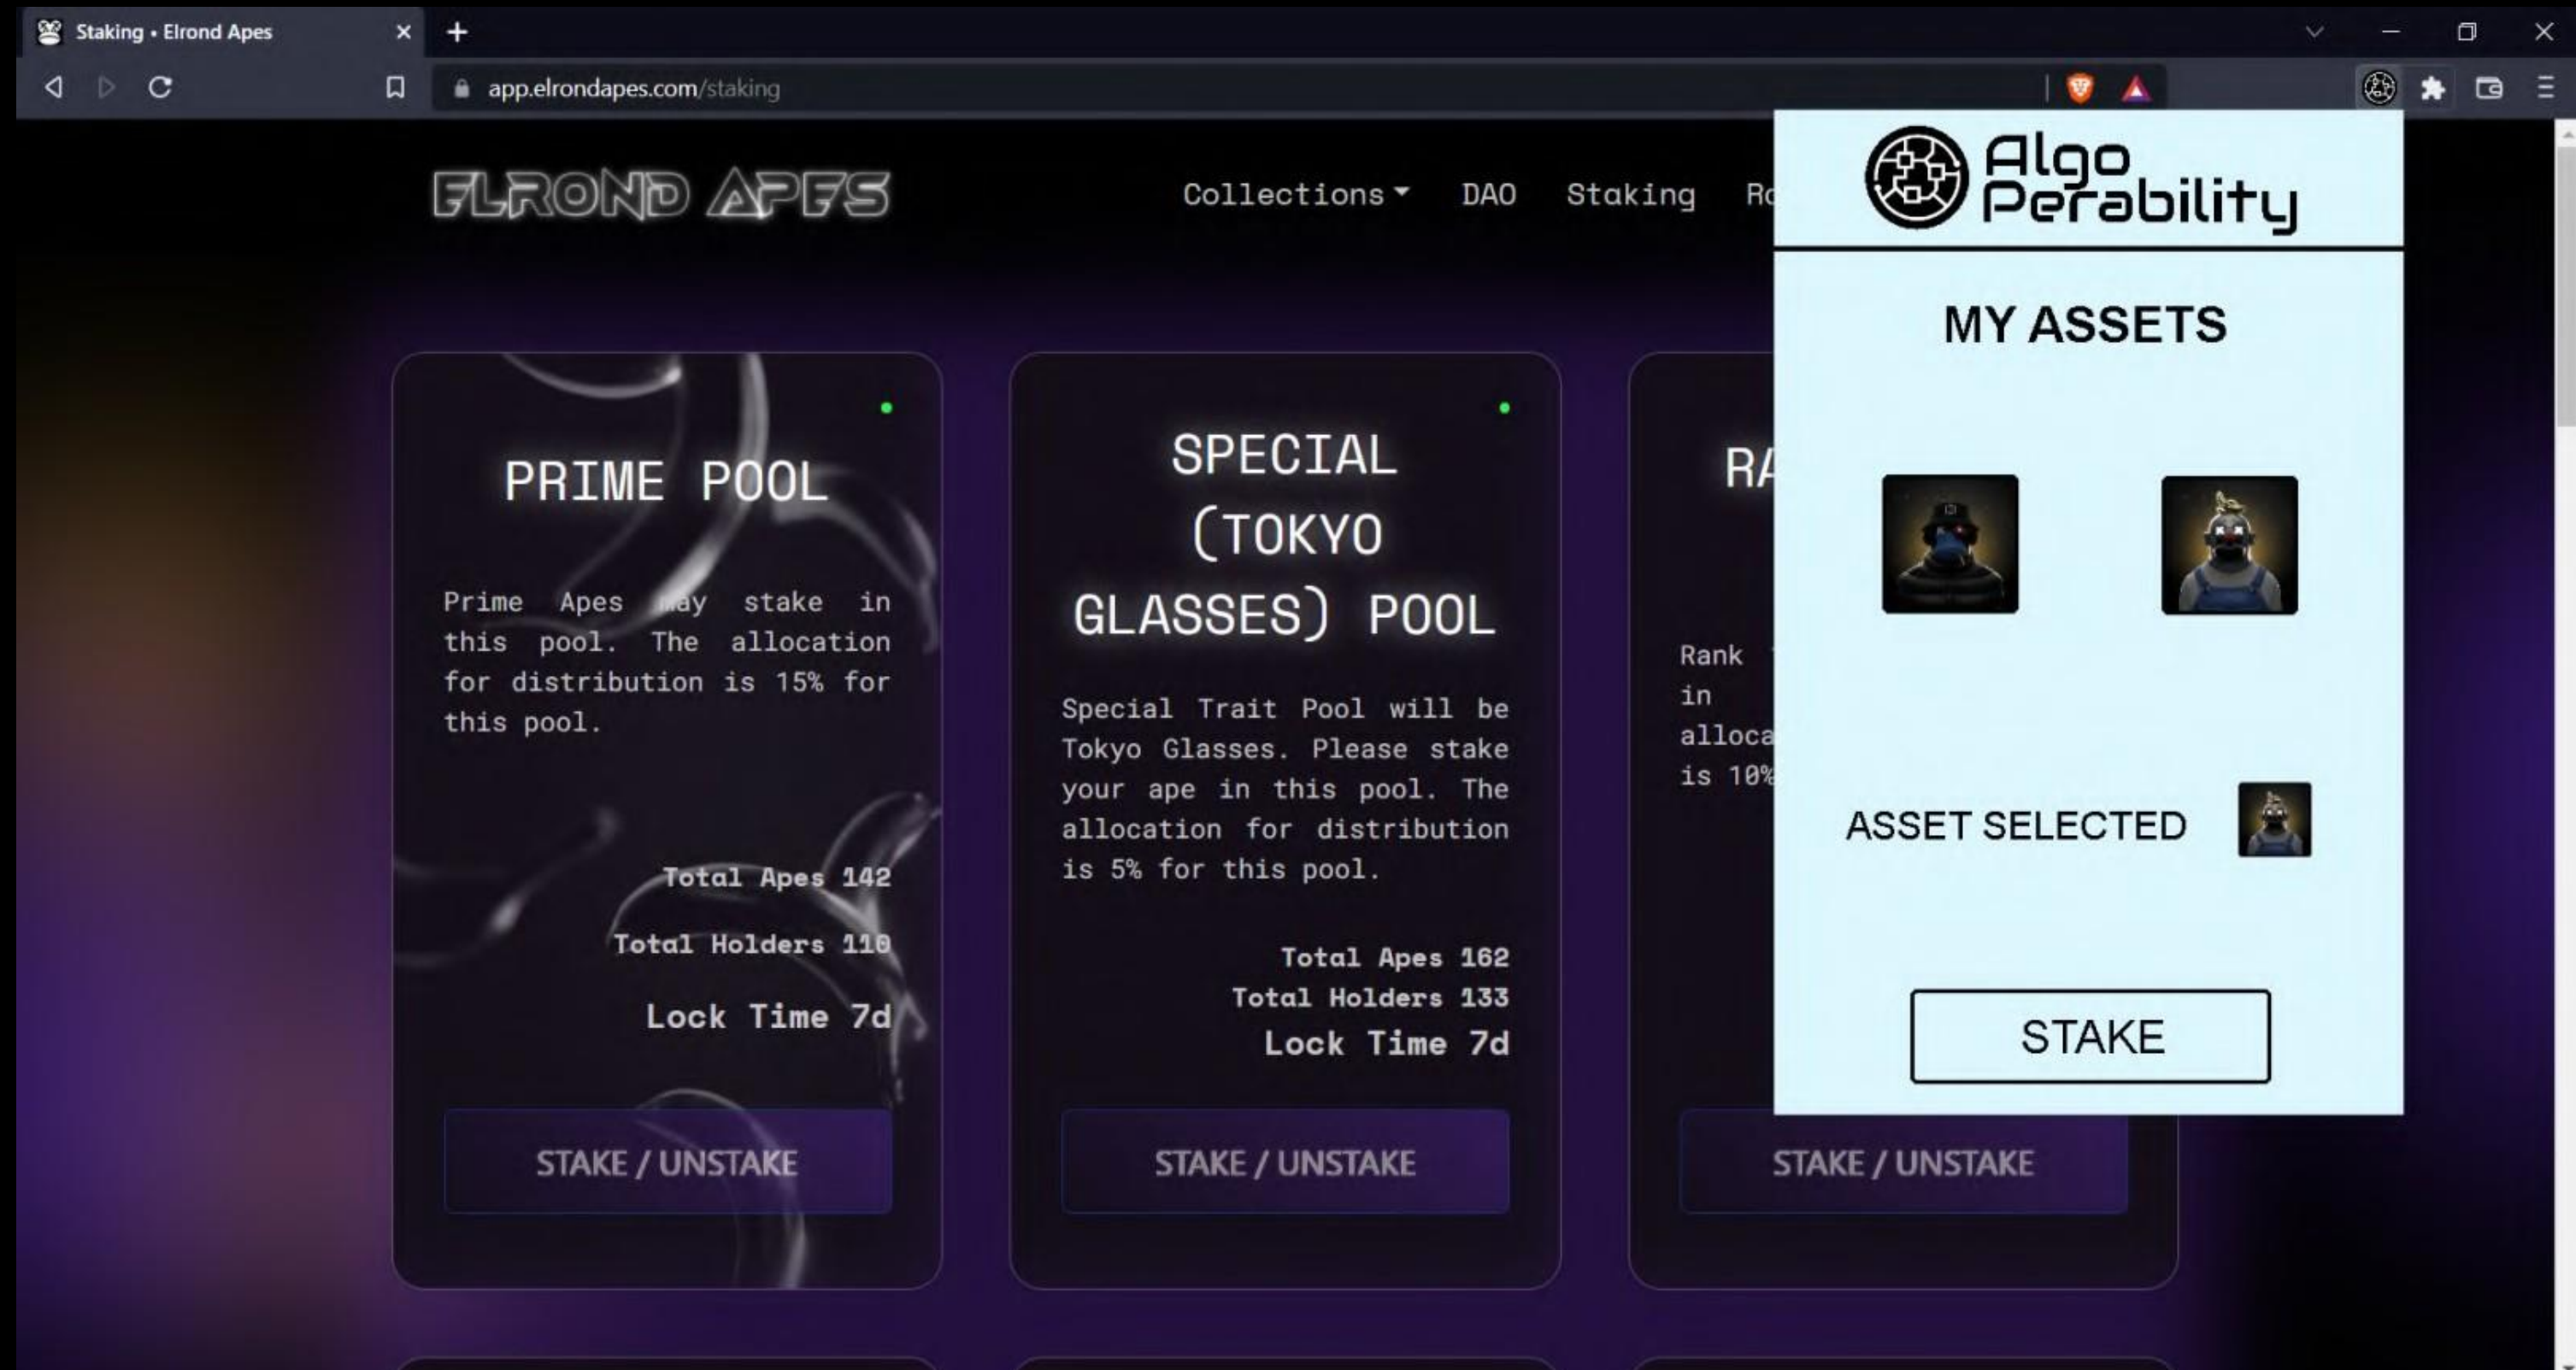 Staking • Elrond Apes
app.elrondapes.com/staking
ELROND APES
Collections
DAO
Staking
Algo
Perability
MY ASSETS
ASSET SELECTED
STAKE
PRIME POOL
Prime Apes may stake in
this pool. The allocation
for distribution is 15% for
this pool.
Total Apes 142
Total Holders 110
Lock Time 7d
STAKE / UNSTAKE
SPECIAL
(TOKYO
GLASSES) POOL
Special Trait Pool will be
Tokyo Glasses. Please stake
your ape in this pool. The
allocation for distribution
is 5% for this pool.
Total Apes 162
Total Holders 133
Lock Time 7d
STAKE / UNSTAKE
Rank
in
is 10%
STAKE / UNSTAKE